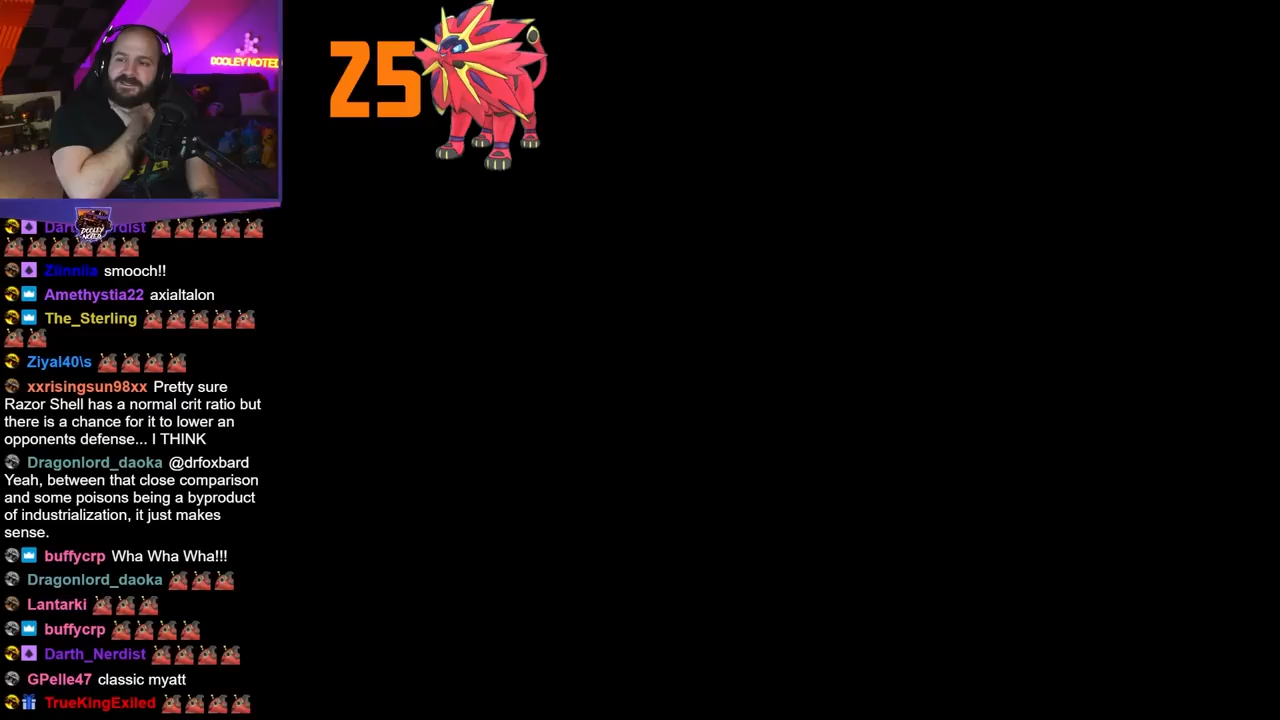 DOOLEY NOTED
25
DOOLEY
NOTED
Darth_Nerdist
Ziinniia smooch!!
Amethystia22 axialtalon
The_Sterling
Ziyal40\s
xxrisingsun98xx Pretty sure
Razor Shell has a normal crit ratio but
there is a chance for it to lower an
opponents defense... I THINK
Dragonlord_daoka @drfoxbard
Yeah, between that close comparison
and some poisons being a byproduct
of industrialization, it just makes
sense.
buffycrp Wha Wha Wha!!!
Dragonlord_daoka
Lantarki
buffycrp
Darth_Nerdist
GPelle47 classic myatt
TrueKingExiled